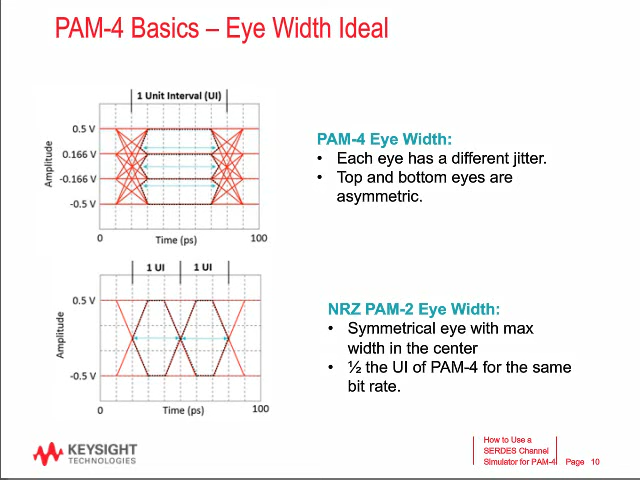 PAM-4 Basics – Eye Width Ideal
1 Unit Interval (UI)
0.5 V
0.166 V
-0.166 V
-0.5 V
Amplitude
0
Time (ps)
100
PAM-4 Eye Width:
• Each eye has a different jitter.
• Top and bottom eyes are
asymmetric.
1 UI
1 UI
0.5 V
-0.5 V
Amplitude
0
Time (ps)
100
NRZ PAM-2 Eye Width:
• Symmetrical eye with max
width in the center
• ½ the UI of PAM-4 for the same
bit rate.
KEYSIGHT
TECHNOLOGIES
How to Use a
SERDES Channel
Simulator for PAM-4
Page 10